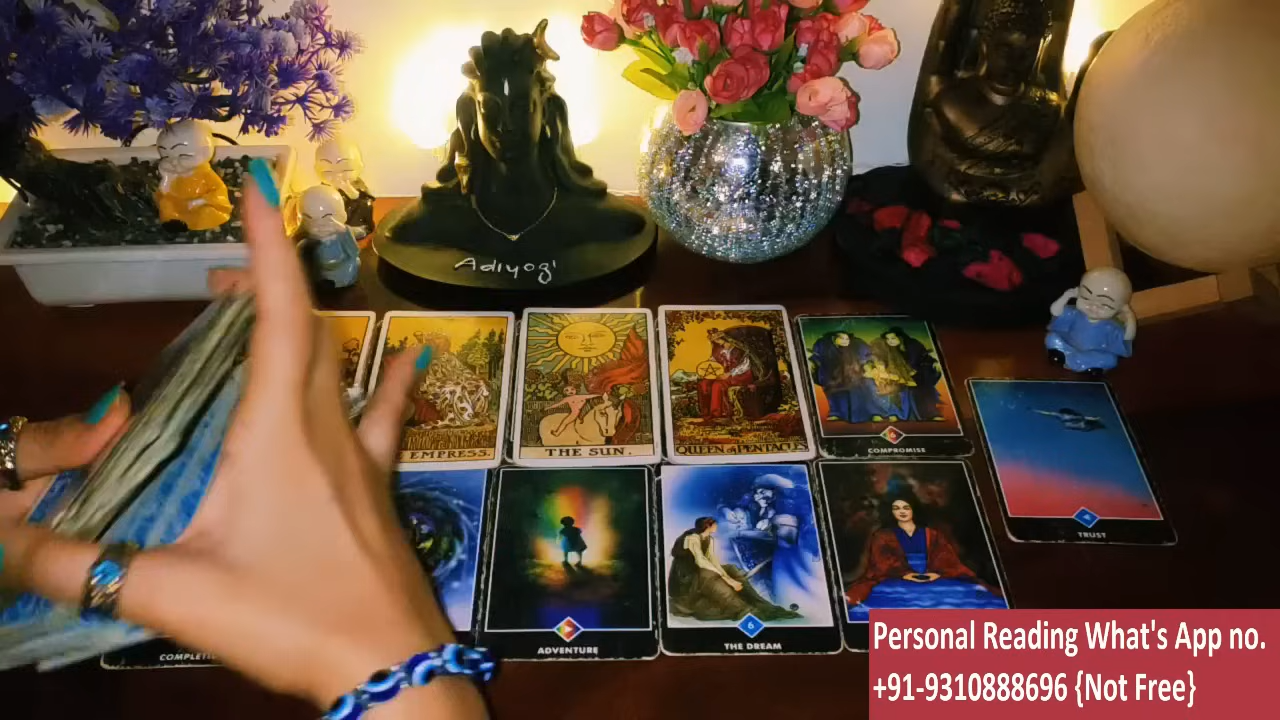 Adiyogi
EMPRESS.
THE SUN.
QUEEN of PENTACLES.
COMPROMISE
TRUST
ADVENTURE
6
THE DREAM
Personal Reading What's App no.
+91-9310888696 {Not Free}